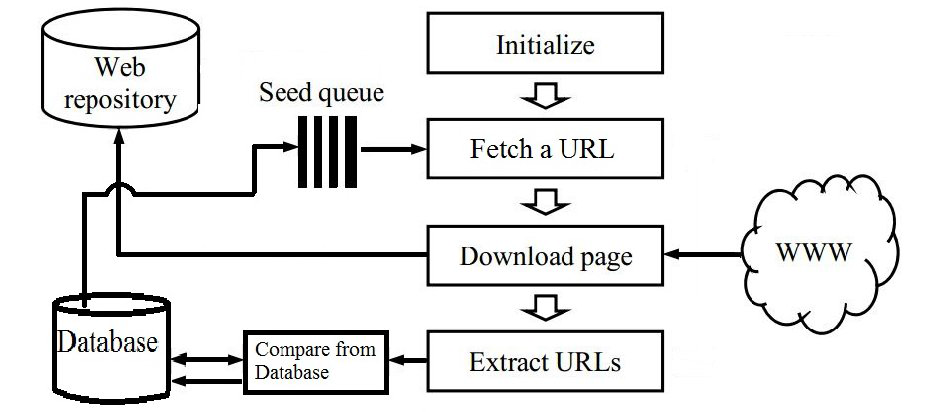 Initialize
Web
repository
Seed queue
Fetch a URL
Download page
WWW
Database
Compare from
Database
Extract URLs